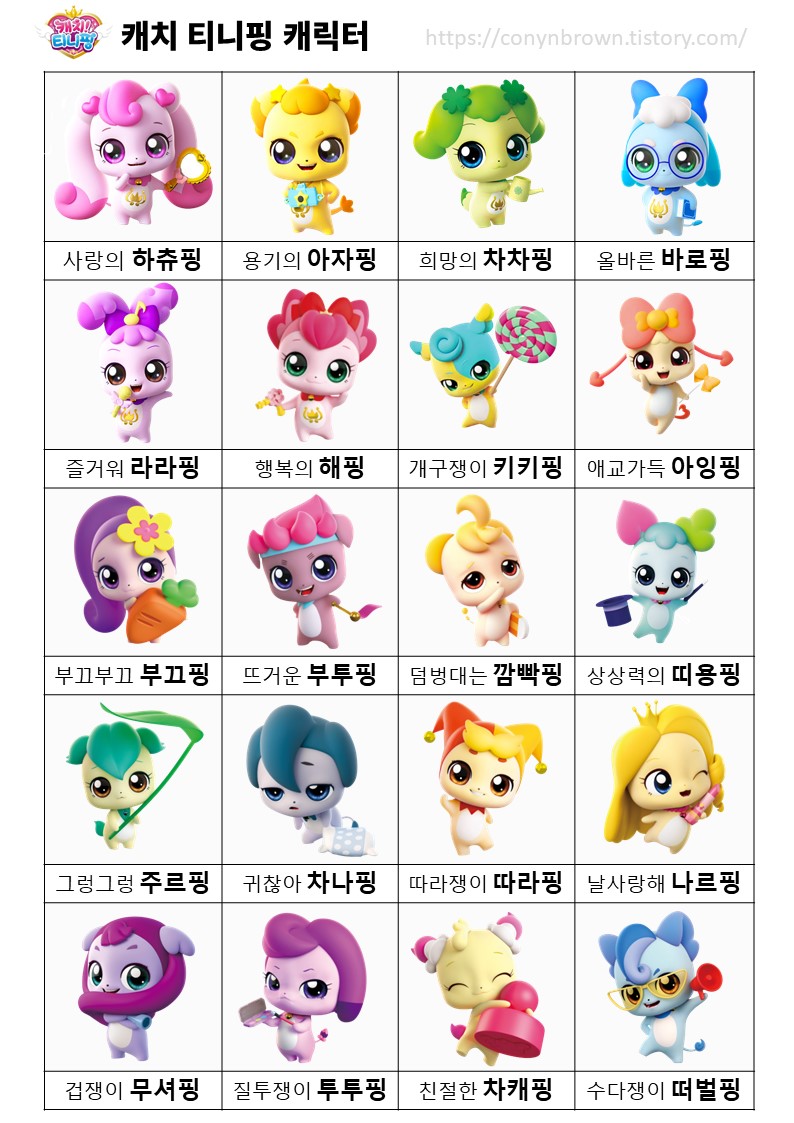 캐치!
티니핑
캐치 티니핑 캐릭터
https://conynbrown.tistory.com/
사랑의 하츄핑
용기의 아자핑
희망의 차차핑
올바른 바로핑
즐거워 라라핑
행복의 해핑
개구쟁이 키키핑
애교가득 아잉핑
부끄부끄 부끄핑
뜨거운 부투핑
덤벙대는 깜빡핑
상상력의 띠용핑
그렁그렁 주르핑
귀찮아 차나핑
따라쟁이 따라핑
날사랑해 나르핑
겁쟁이 무셔핑
질투쟁이 투투핑
친절한 차캐핑
수다쟁이 떠벌핑